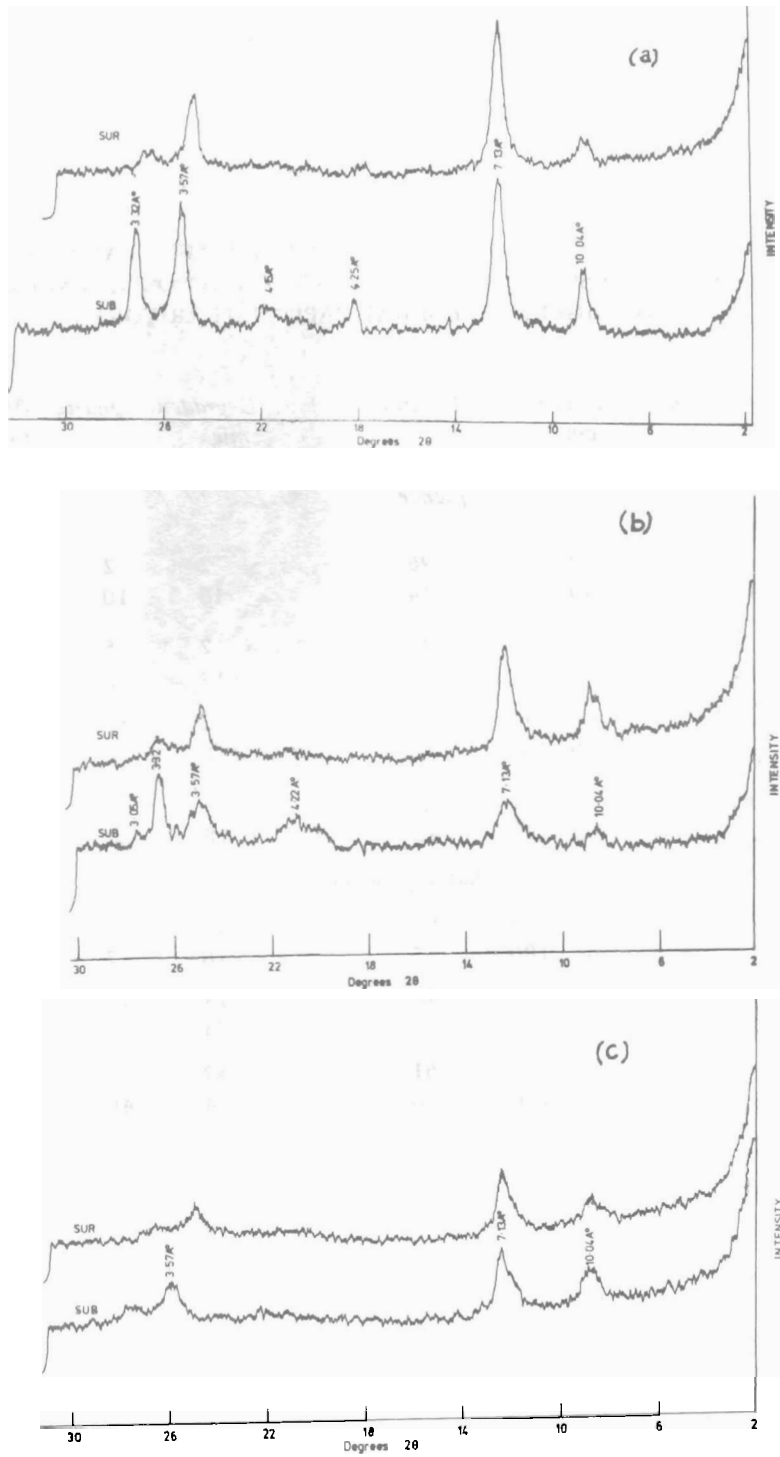 (a)
SUR
3·32A°
3·57A°
4·15A°
4·25A°
7·13A°
10·04A°
SUB
INTENSITY
30 26 22 18 14 10 6 2
Degrees 2θ
(b)
SUR
3·05A°
3·57A°
4·22A°
7·13A°
10·04A°
SUB
INTENSITY
30 26 22 18 14 10 6 2
Degrees 2θ
(c)
SUR
3·57A°
7·13A°
10·04A°
SUB
INTENSITY
30 26 22 18 14 10 6 2
Degrees 2θ